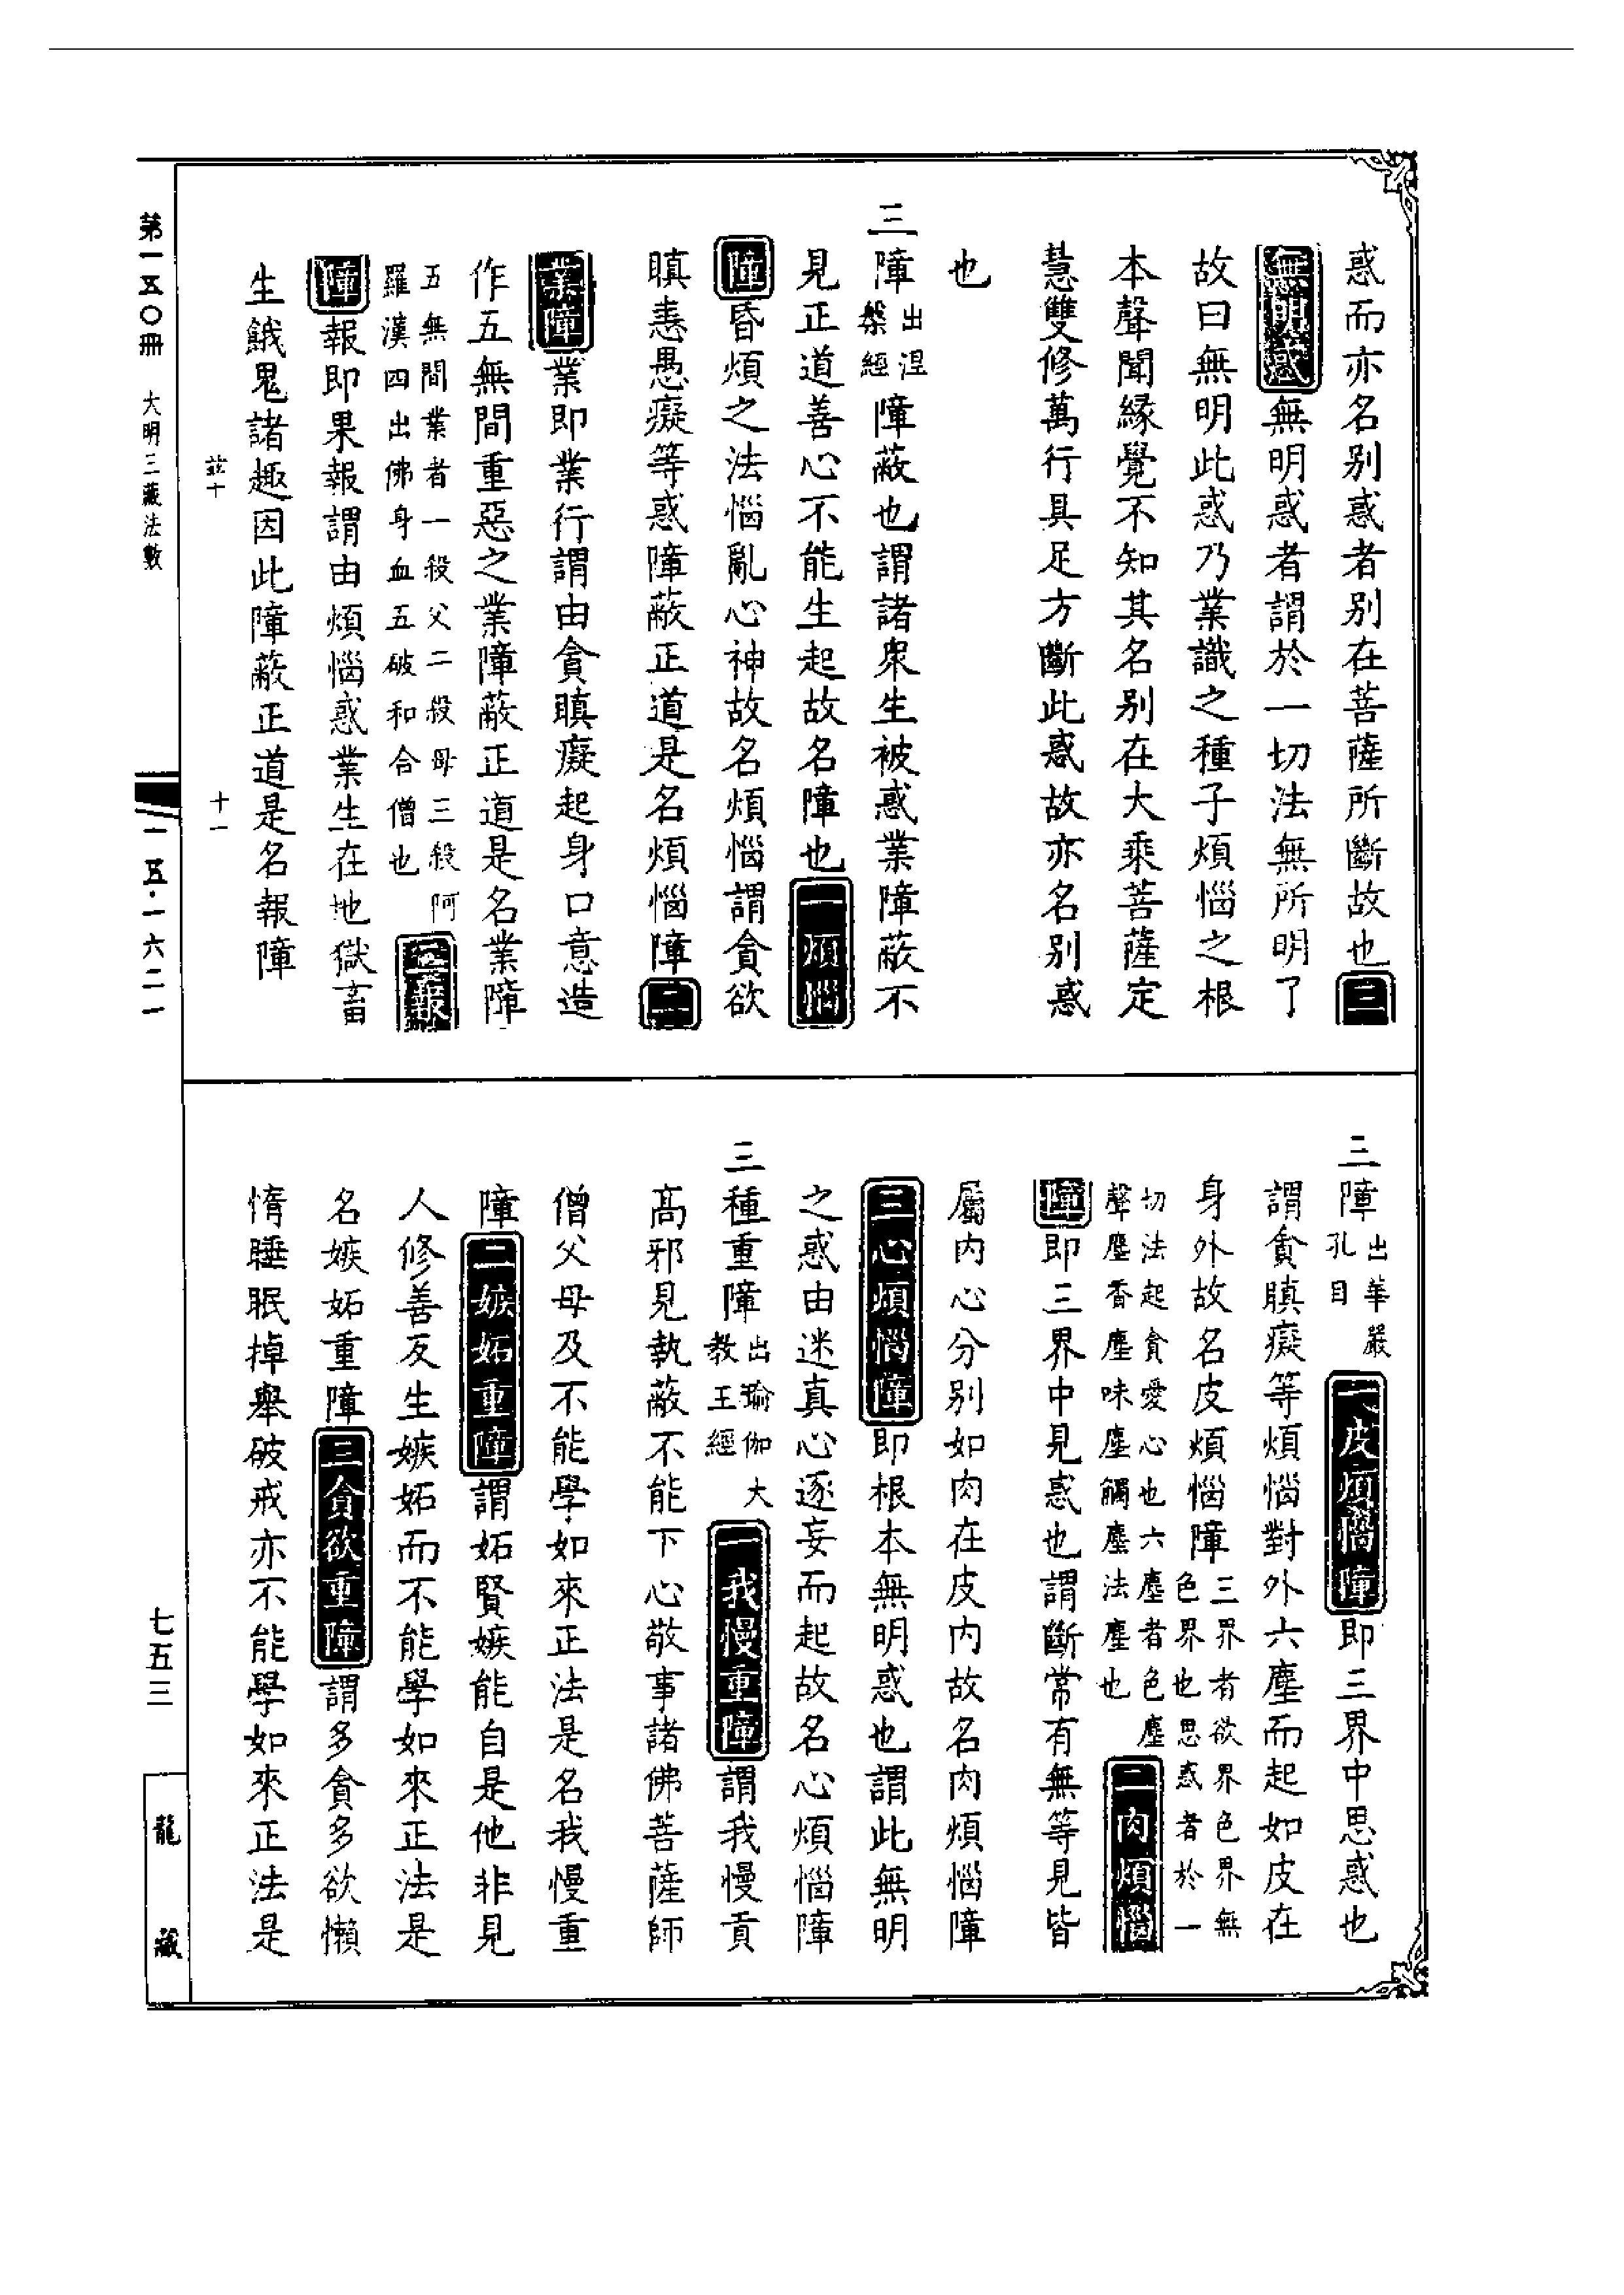 惑而亦名別惑者別在菩薩所斷故也三
無明惑無明惑者謂於一切法無所明了
故曰無明此惑乃業識之種子煩惱之根
本聲聞緣覺不知其名別在大乘菩薩定
慧雙修萬行具足方斷此惑故亦名別惑
也
三障出涅槃經障蔽也謂諸衆生被惑業障蔽不
見正道善心不能生起故名障也一煩惱
障昏煩之法惱亂心神故名煩惱謂貪欲
瞋恚愚癡等惑障蔽正道是名煩惱障二
業障業即業行謂由貪瞋癡起身口意造
作五無間重惡之業障蔽正道是名業障
五無間業者一殺父二殺母三殺阿
羅漢四出佛身血五破和合僧也三報
障報即果報謂由煩惱惑業生在地獄畜
生餓鬼諸趣因此障蔽正道是名報障
茲十 十一
三障出華嚴孔目一皮煩惱障即三界中思惑也
謂貪瞋癡等煩惱對外六塵而起如皮在
身外故名皮煩惱障三界者欲界色界無色界也思惑者於一
切法起貪愛心也六塵者色塵
聲塵香塵味塵觸塵法塵也二肉煩惱
障即三界中見惑也謂斷常有無等見皆
屬內心分別如肉在皮內故名肉煩惱障
三心煩惱障即根本無明惑也謂此無明
之惑由迷真心逐妄而起故名心煩惱障
三種重障出瑜伽大教王經一我慢重障謂我慢貢
高邪見執蔽不能下心敬事諸佛菩薩師
僧父母及不能學如來正法是名我慢重
障二嫉妬重障謂妬賢嫉能自是他非見
人修善反生嫉妬而不能學如來正法是
名嫉妬重障三貪欲重障謂多貪多欲懶
惰睡眠掉舉破戒亦不能學如來正法是
第一五〇冊 大明三藏法數
一五·一六二一
七五三
龍藏